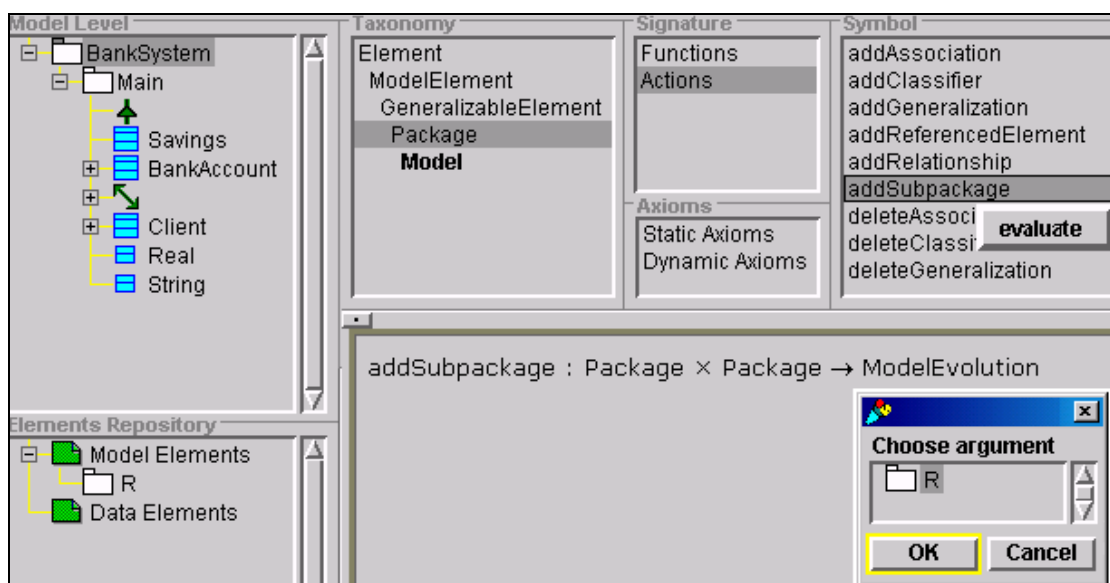 Model Level
BankSystem
Main
Savings
BankAccount
Client
Real
String
Elements Repository
Model Elements
R
Data Elements
Taxonomy
Element
ModelElement
GeneralizableElement
Package
Model
Signature
Functions
Actions
Axioms
Static Axioms
Dynamic Axioms
Symbol
addAssociation
addClassifier
addGeneralization
addReferencedElement
addRelationship
addSubpackage
deleteAssoci
deleteClassi
deleteGeneralization
evaluate
addSubpackage : Package × Package → ModelEvolution
Choose argument
R
OK
Cancel